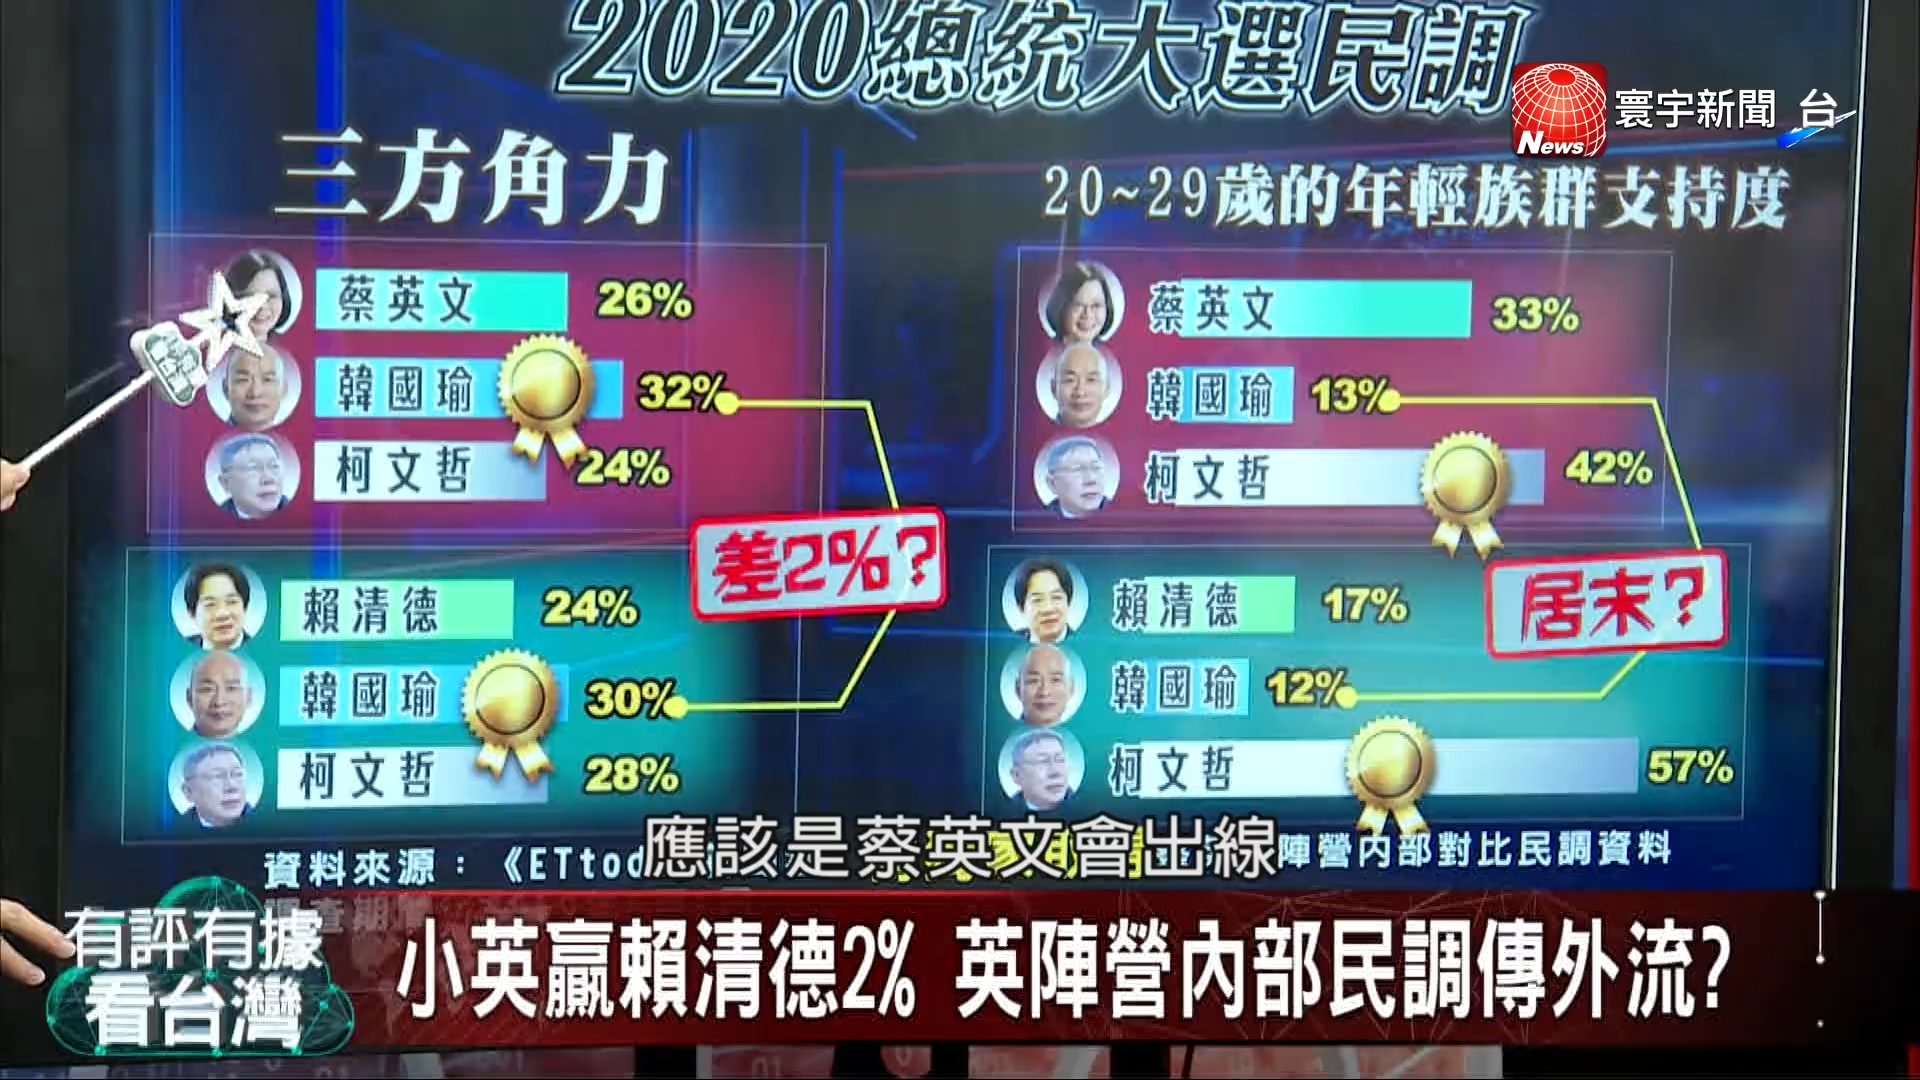 2020總統大選民調
News
寰宇新聞 台
三方角力
20~29歲的年輕族群支持度
蔡英文 26%
韓國瑜 32%
柯文哲 24%
蔡英文 33%
韓國瑜 13%
柯文哲 42%
差2%?
居末?
賴清德 24%
韓國瑜 30%
柯文哲 28%
賴清德 17%
韓國瑜 12%
柯文哲 57%
應該是蔡英文會出線
資料來源：《ETtod
陣營內部對比民調資料
有評有據
看台灣
小英贏賴清德2% 英陣營內部民調傳外流?